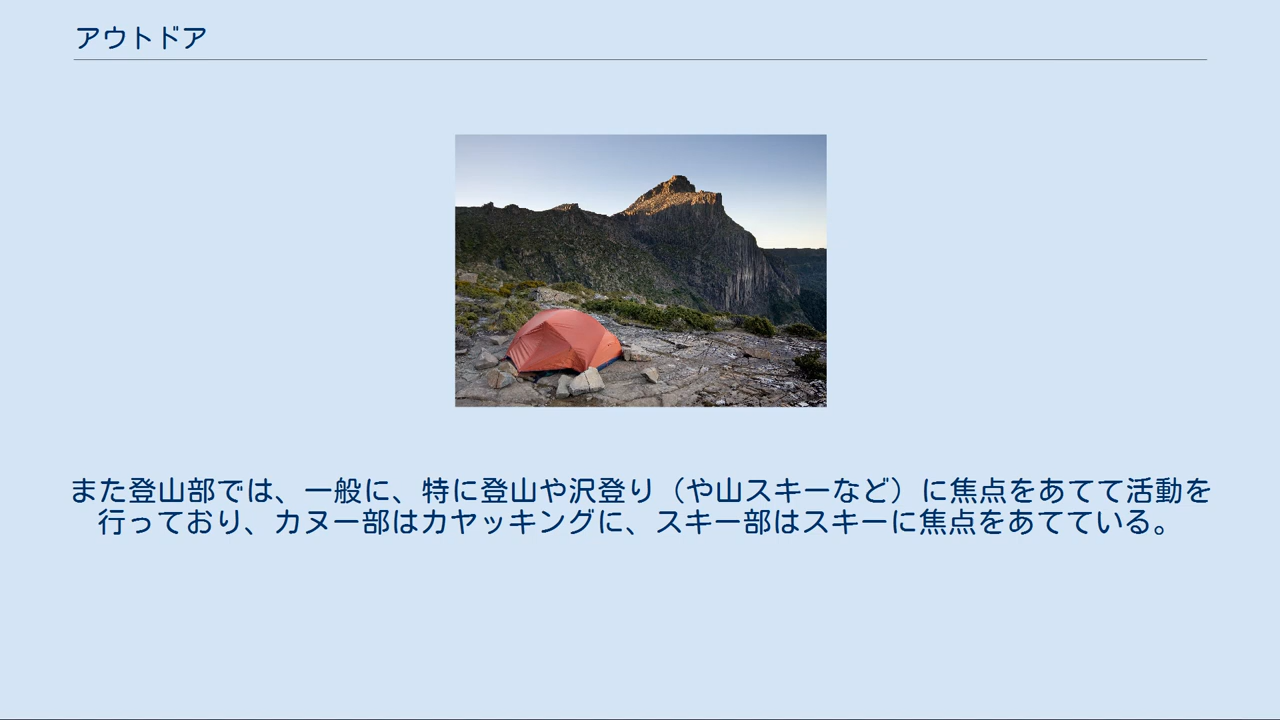 アウトドア
また登山部では、一般に、特に登山や沢登り（や山スキーなど）に焦点をあてて活動を
行っており、カヌー部はカヤッキングに、スキー部はスキーに焦点をあてている。